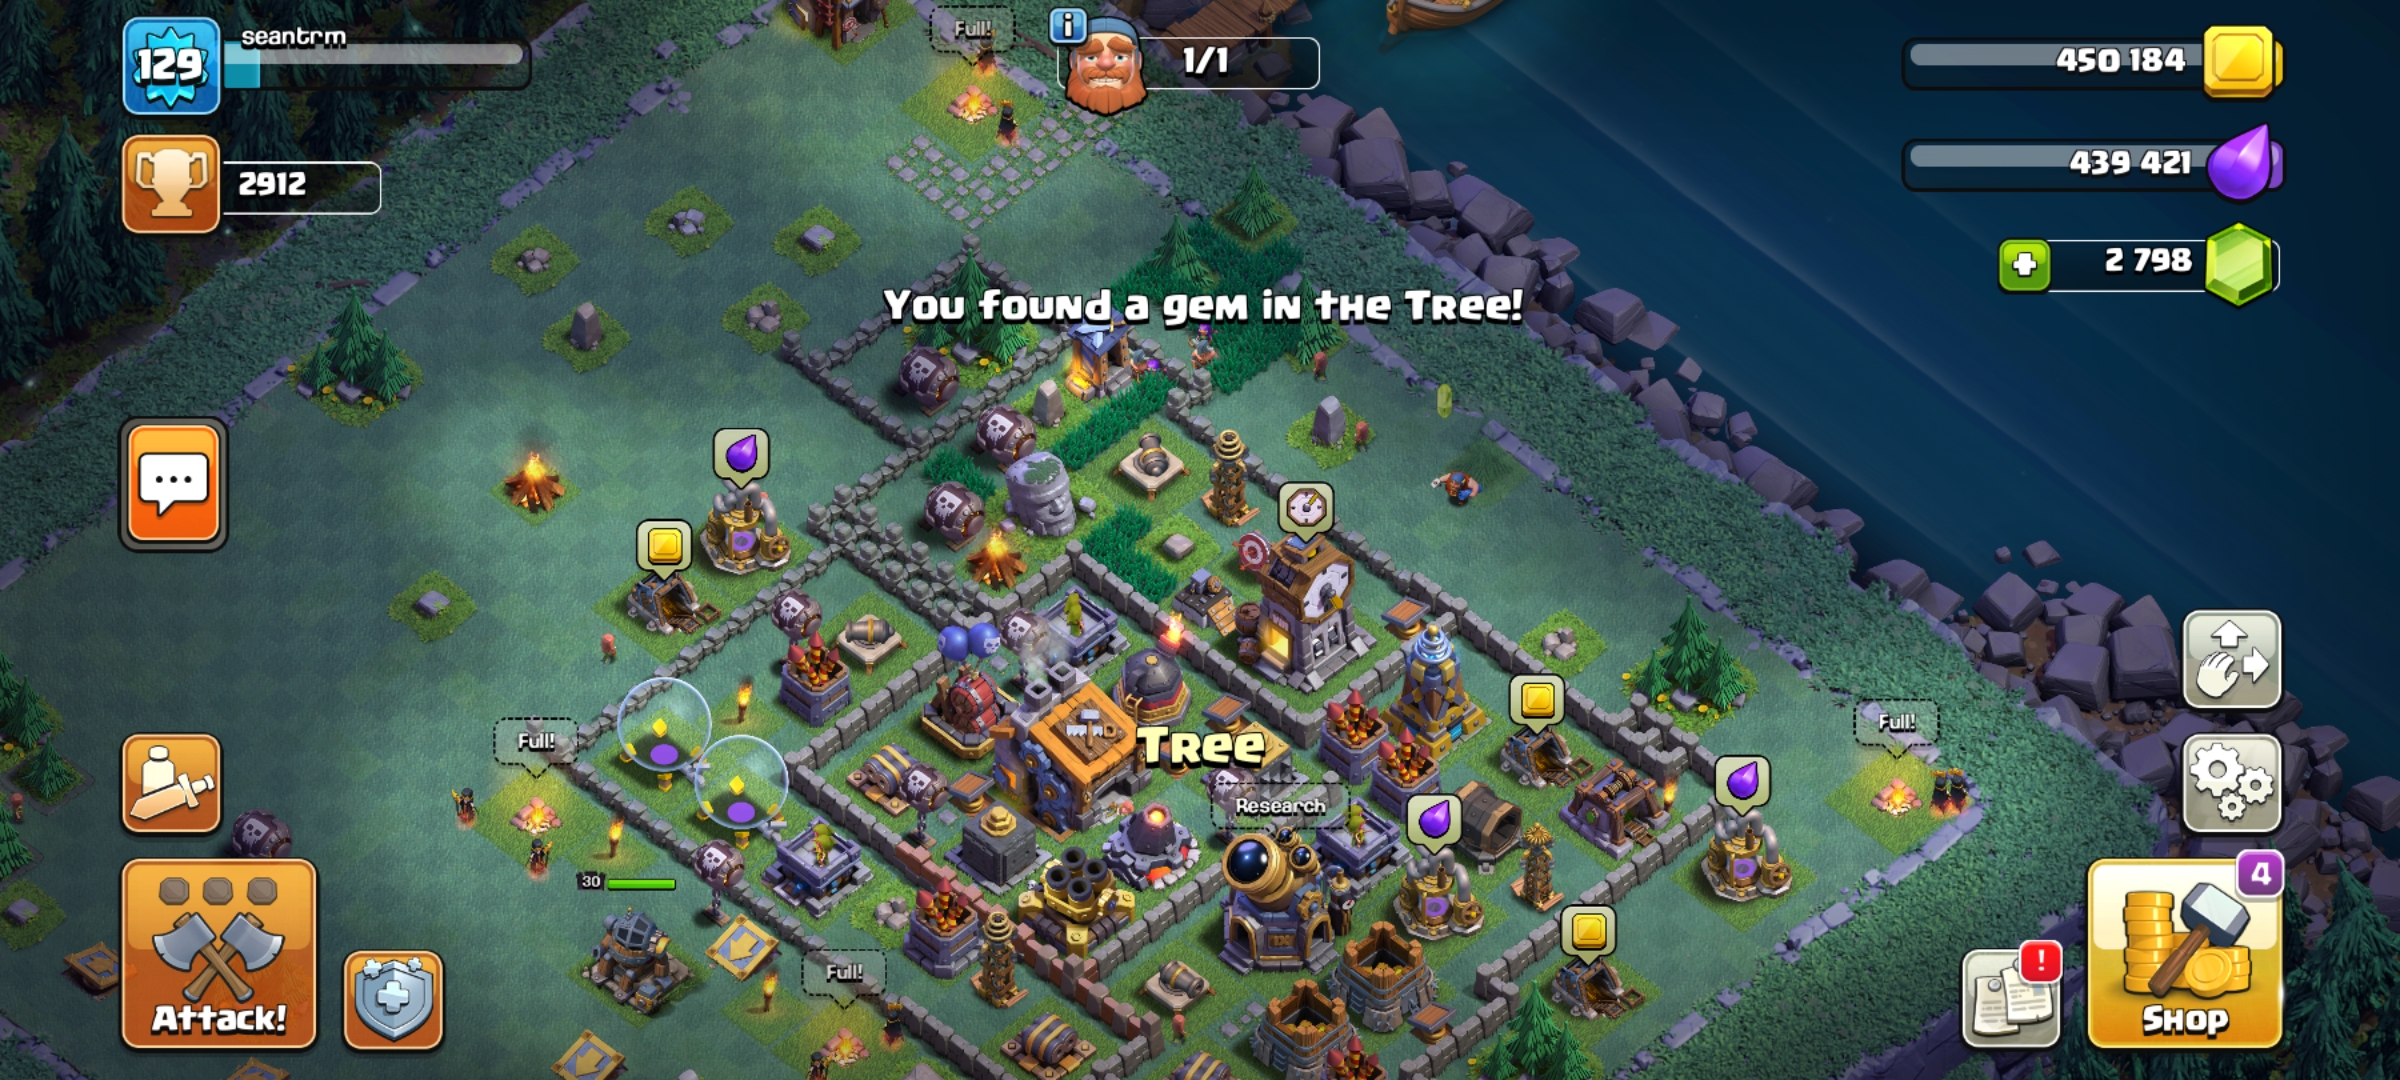 129
seantrm
Full!
i
1/1
450 184
2912
439 421
2 798
You found a gem in the Tree!
Full!
Full!
Tree
Research
4
30
Full!
!
Attack!
Shop